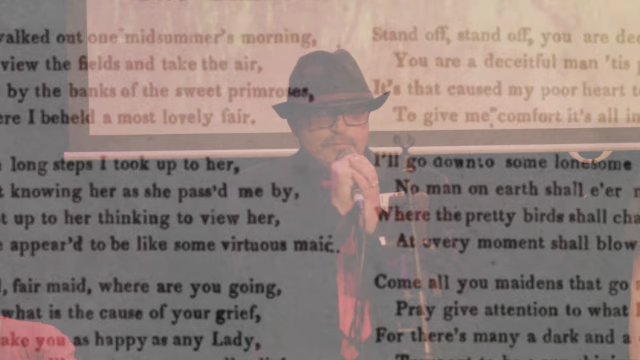 walked out one midsummer's morning,
view the fields and take the air,
by the banks of the sweet primroses,
ere I beheld a most lovely fair.
long steps I took up to her,
knowing her as she pass'd me by,
up to her thinking to view her,
appear'd to be like some virtuous maid.
fair maid, where are you going,
what is the cause of your grief,
make you as happy as any Lady,
Stand off, stand off, you are
You are a deceitful man 'tis
It's that caused my poor heart
To give me comfort it's all in
I'll go downto some lonesome
No man on earth shall e'er
Where the pretty birds shall
At every moment shall blow
Come all you maidens that go
Pray give attention to what
For there's many a dark and a